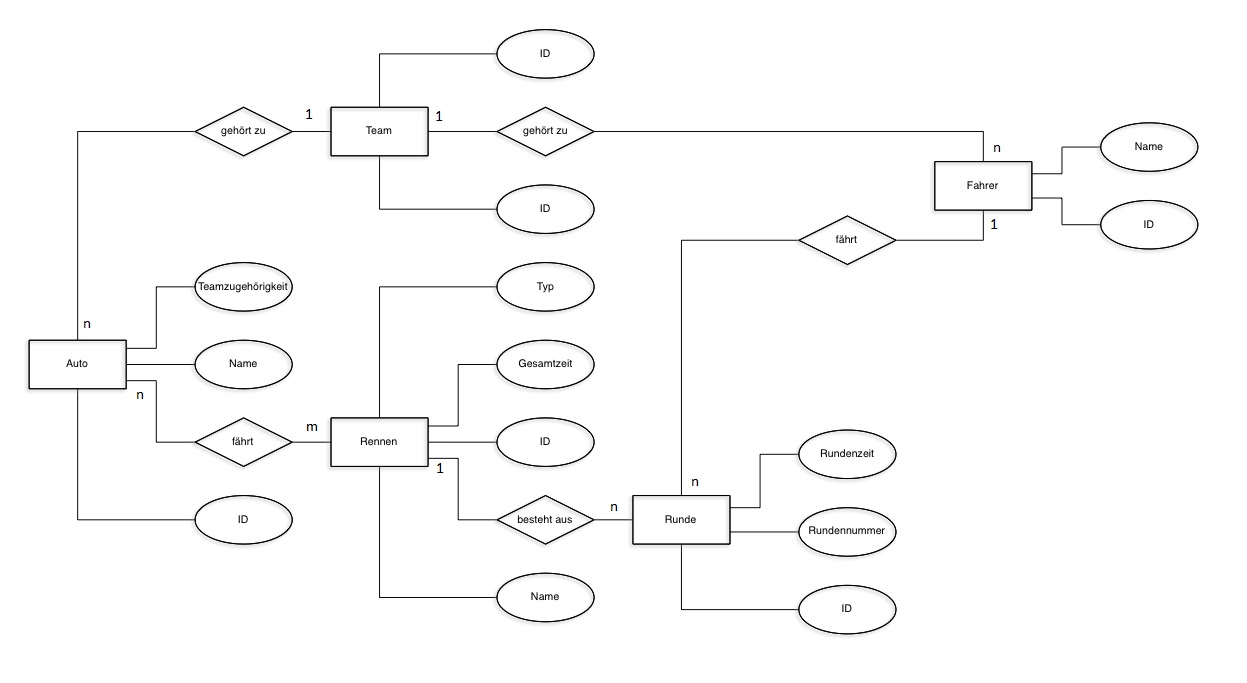 ID
gehört zu
1
Team
1
gehört zu
n
Name
Fahrer
ID
ID
1
fährt
Teamzugehörigkeit
Typ
n
Auto
Name
Gesamtzeit
n
fährt
m
Rennen
ID
1
Rundenzeit
n
n
ID
besteht aus
Runde
Rundennummer
Name
ID